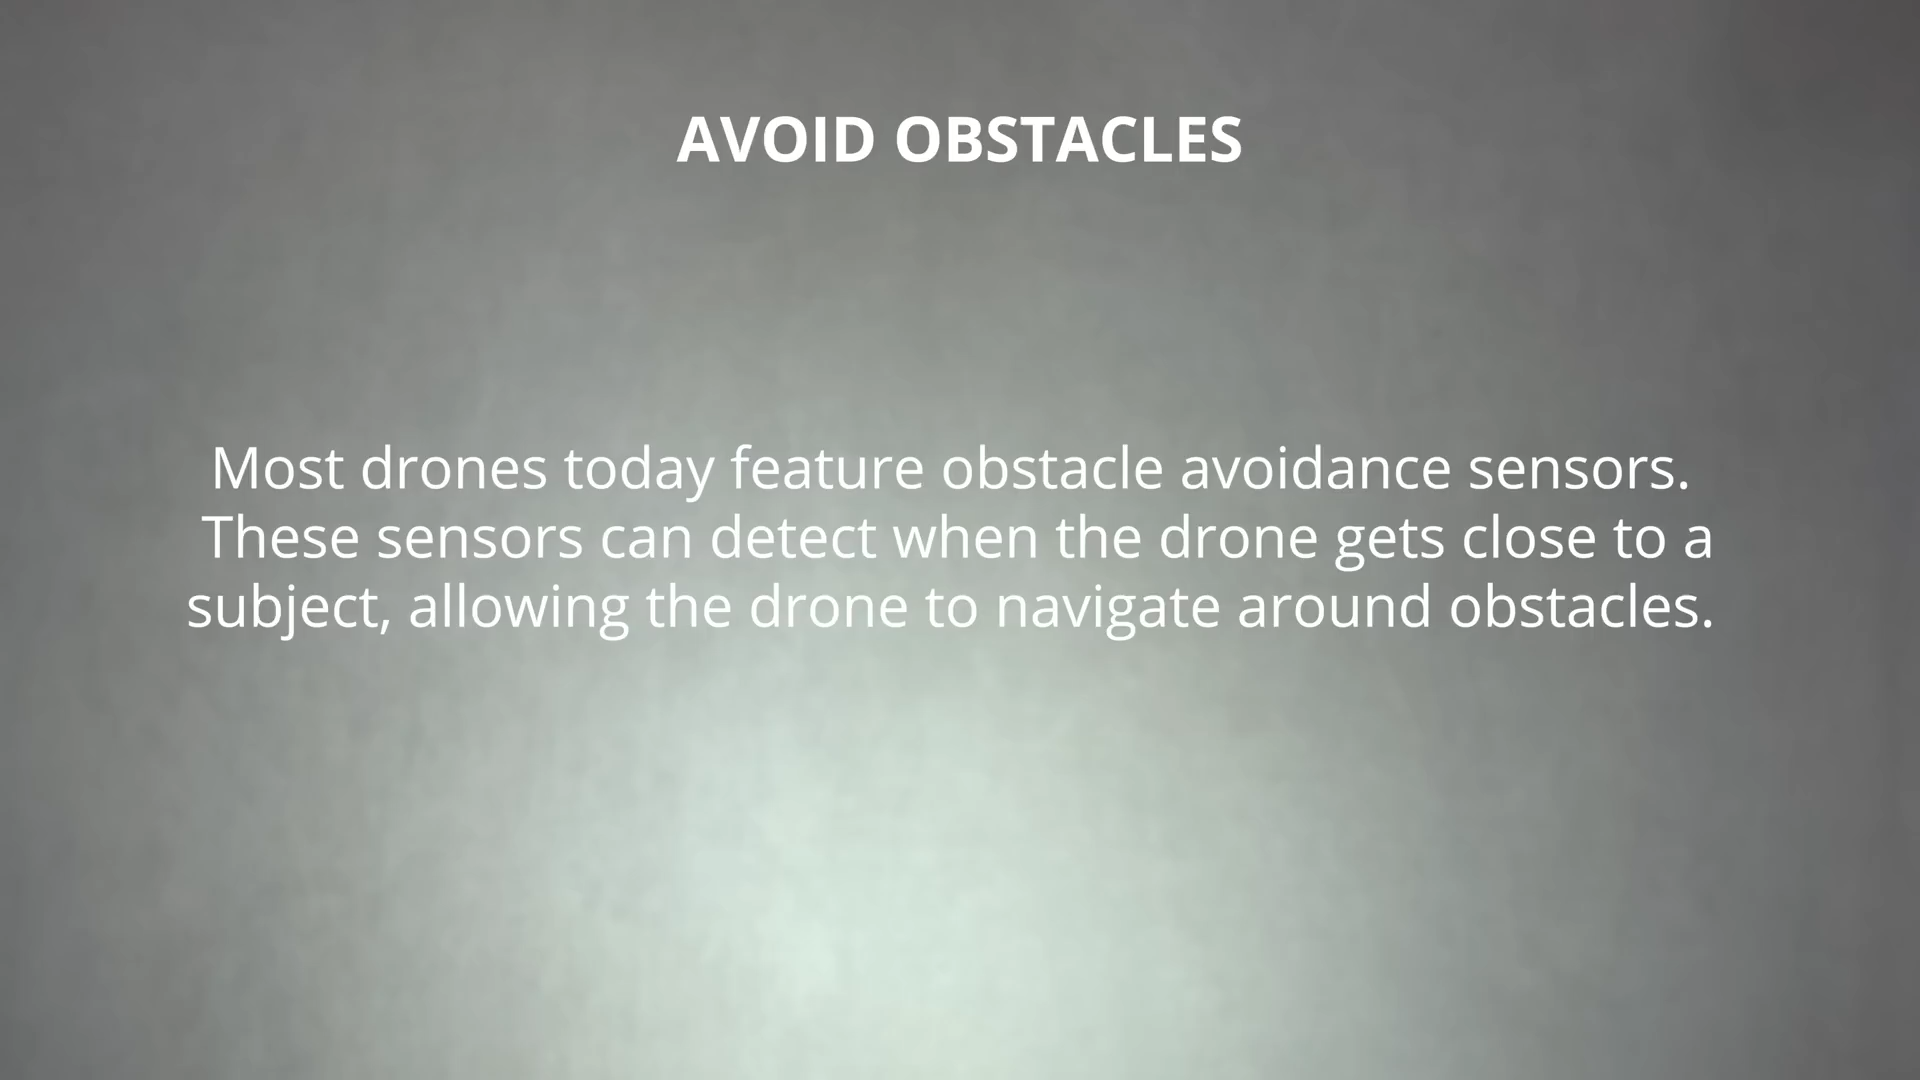 AVOID OBSTACLES
Most drones today feature obstacle avoidance sensors.
These sensors can detect when the drone gets close to a
subject, allowing the drone to navigate around obstacles.